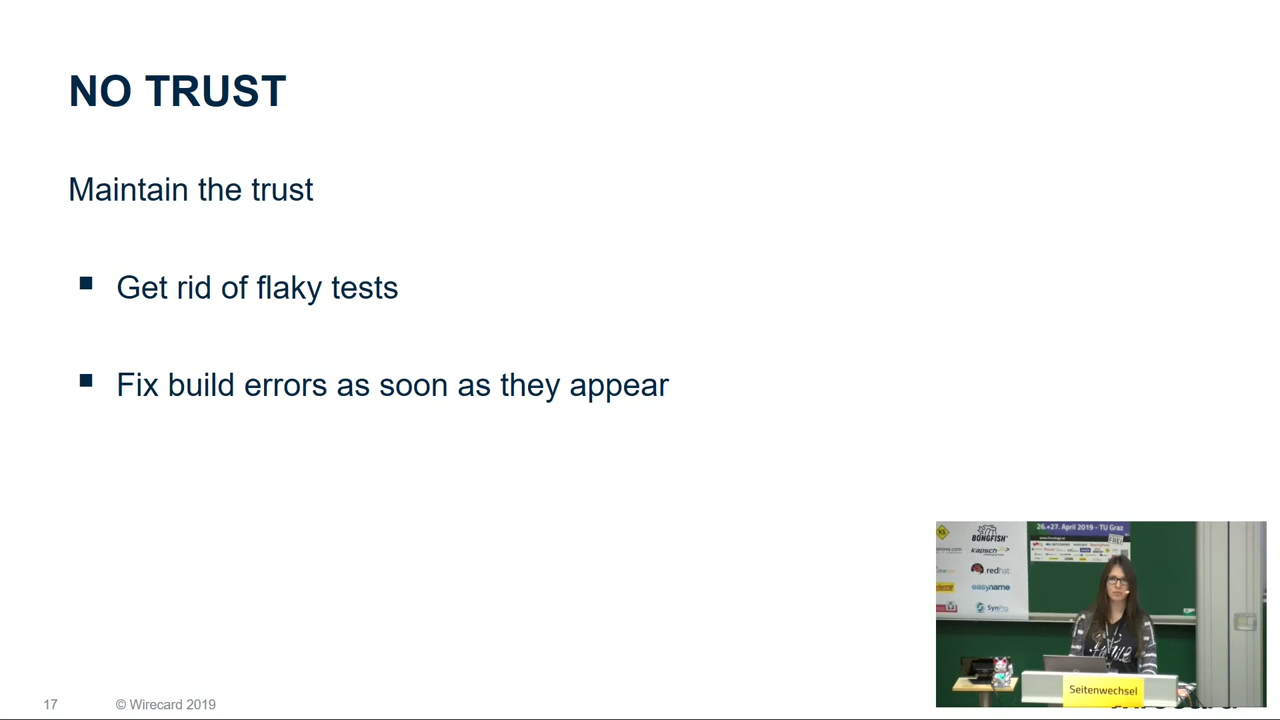 NO TRUST
Maintain the trust
Get rid of flaky tests
Fix build errors as soon as they appear
26.+27. April 2019 - TU Graz
BONGFISH
kapsch
redhat
easyname
SynPro
Seitenwechsel
17
© Wirecard 2019